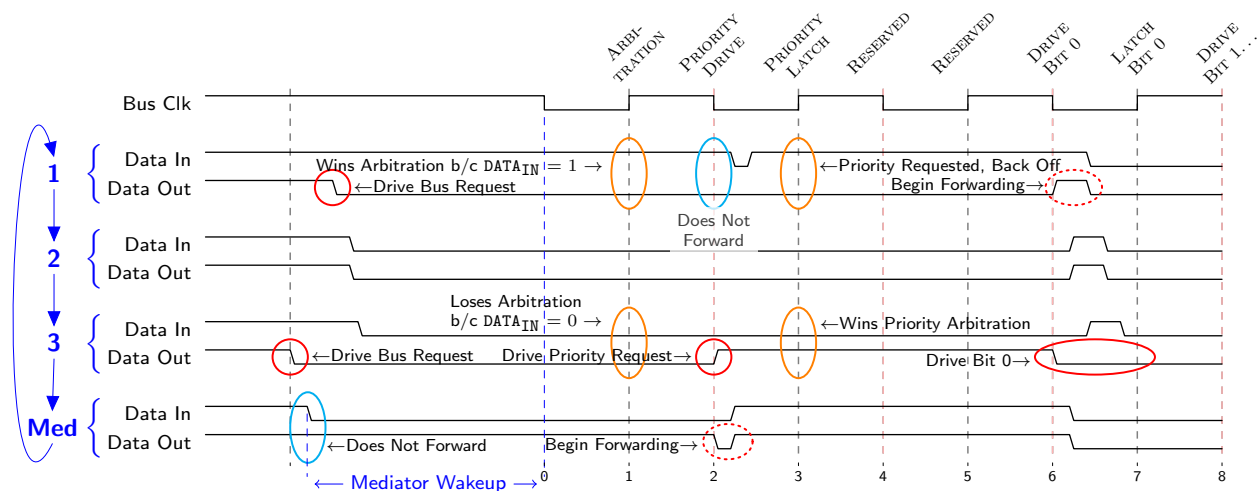 ARBI-
TRATION
PRIORITY
DRIVE
PRIORITY
LATCH
RESERVED
RESERVED
DRIVE
BIT 0
LATCH
BIT 0
DRIVE
BIT 1...
Bus Clk
1
Data In
Wins Arbitration b/c DATA_IN = 1 →
←Priority Requested, Back Off
Data Out
←Drive Bus Request
Begin Forwarding→
Does Not
Forward
2
Data In
Data Out
3
Data In
Loses Arbitration
b/c DATA_IN = 0 →
←Wins Priority Arbitration
Data Out
←Drive Bus Request
Drive Priority Request→
Drive Bit 0→
Med
Data In
Data Out
←Does Not Forward
Begin Forwarding→
← Mediator Wakeup →
0 1 2 3 4 5 6 7 8